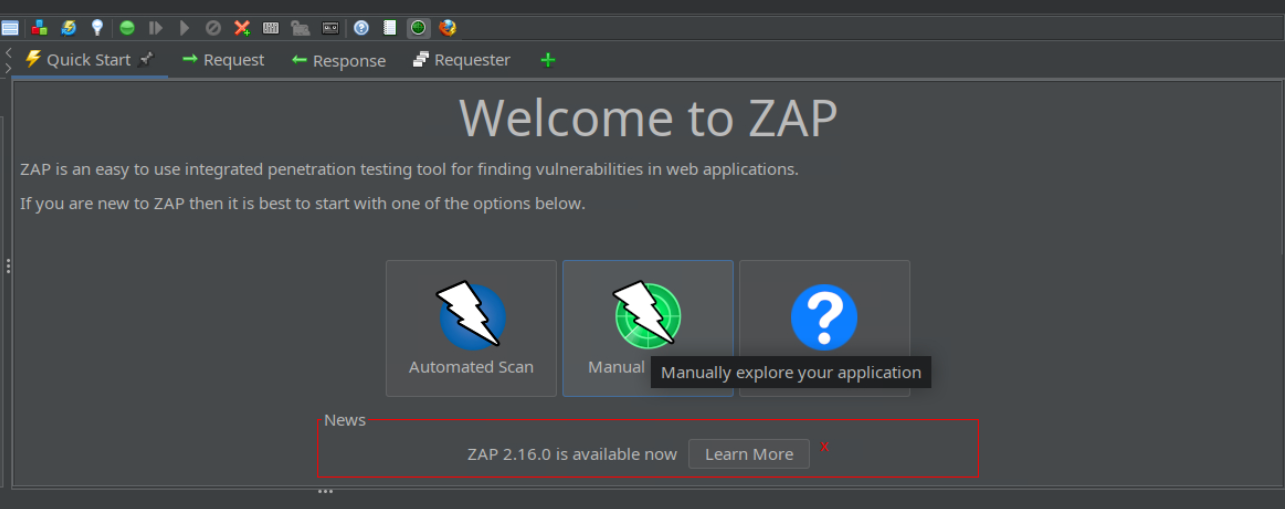 Quick Start Request Response Requester
Welcome to ZAP
ZAP is an easy to use integrated penetration testing tool for finding vulnerabilities in web applications.
If you are new to ZAP then it is best to start with one of the options below.
Automated Scan Manual
Manually explore your application
News
ZAP 2.16.0 is available now Learn More X